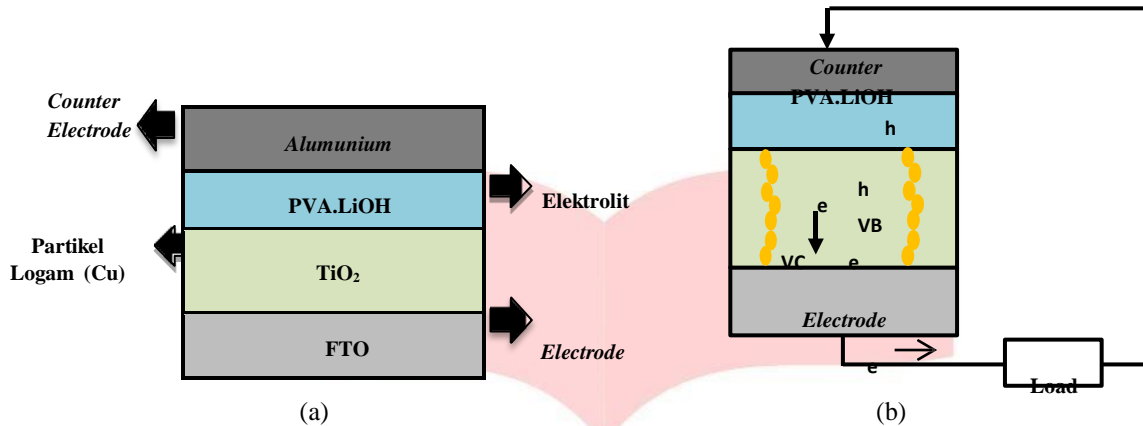 Counter
Electrode
Alumunium
PVA.LiOH
Elektrolit
Partikel
Logam (Cu)
TiO₂
FTO
Electrode
(a)
Counter
PVA.LiOH
h
h
e
VB
VC e
Electrode
e
Load
(b)